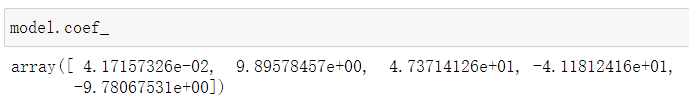 model.coef_
array([ 4.17157326e-02,  9.89578457e+00,  4.73714126e+01, -4.11812416e+01,
-9.78067531e+00])